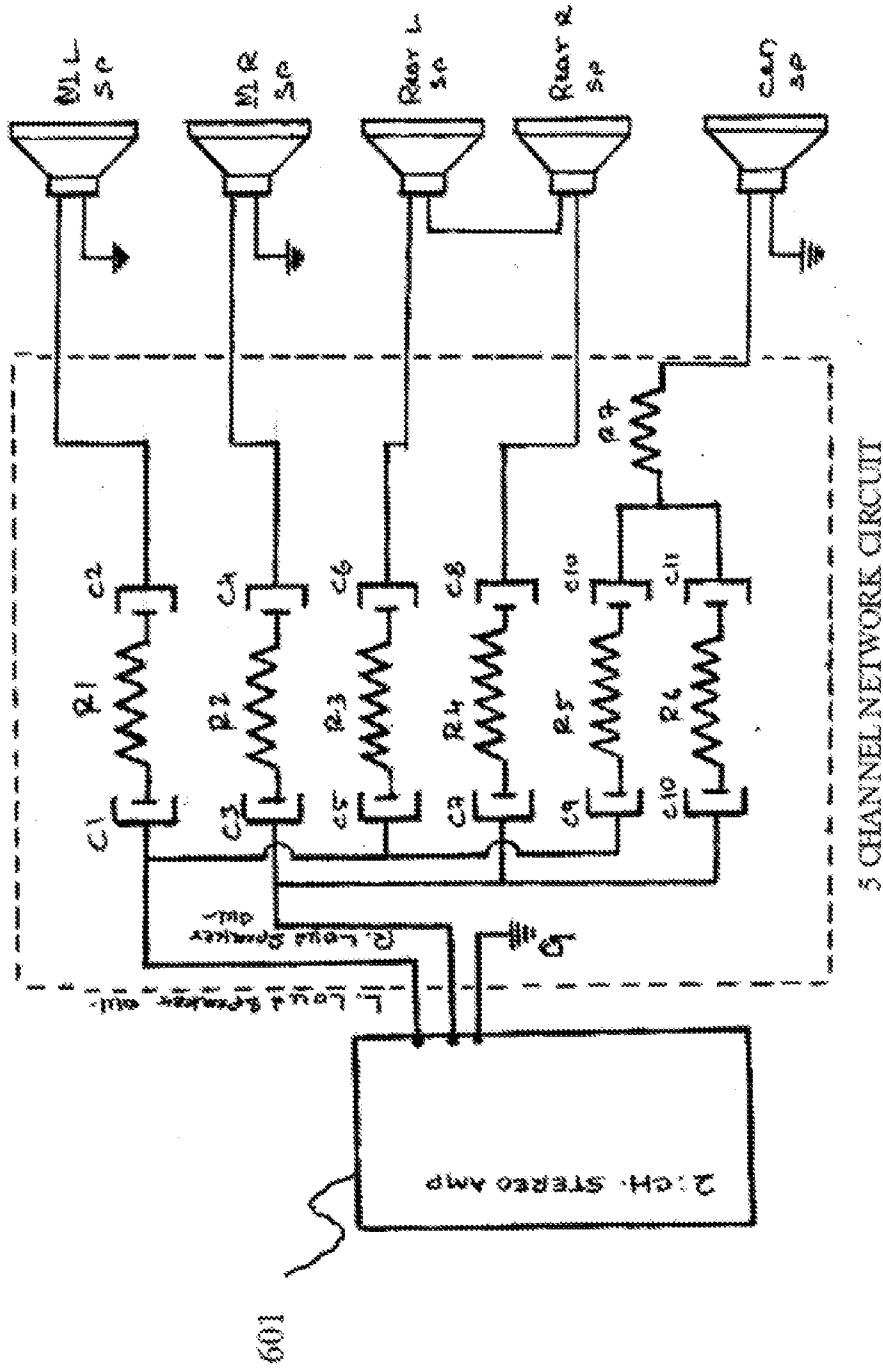 M L
SP
M R
SP
Rear L
SP
Rear R
SP
Cen
SP
C1
R1
C2
C3
R2
C4
C5
R3
C6
C7
R4
C8
C9
R5
C10
C10
R6
C11
R7
L. Loud Speaker out.
R. Loud Speaker
out.
2:CH. STEREO AMP
601
5 CHANNEL NETWORK CIRCUIT